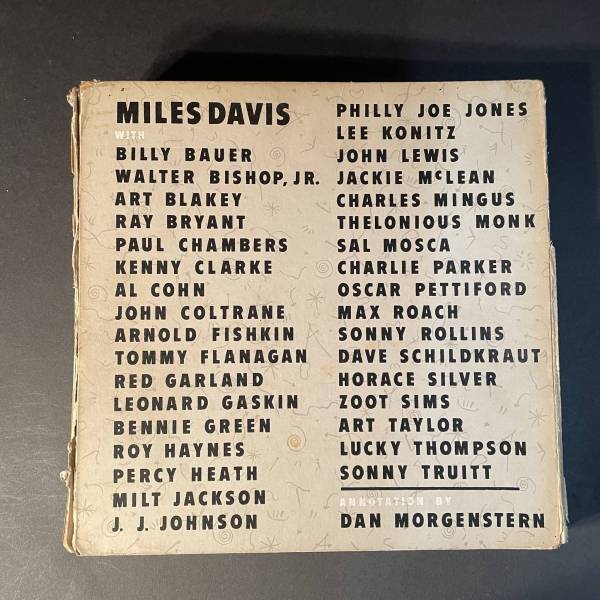 MILES DAVIS
WITH
BILLY BAUER
WALTER BISHOP, JR.
ART BLAKEY
RAY BRYANT
PAUL CHAMBERS
KENNY CLARKE
AL COHN
JOHN COLTRANE
ARNOLD FISHKIN
TOMMY FLANAGAN
RED GARLAND
LEONARD GASKIN
BENNIE GREEN
ROY HAYNES
PERCY HEATH
MILT JACKSON
J. J. JOHNSON
PHILLY JOE JONES
LEE KONITZ
JOHN LEWIS
JACKIE McLEAN
CHARLES MINGUS
THELONIOUS MONK
SAL MOSCA
CHARLIE PARKER
OSCAR PETTIFORD
MAX ROACH
SONNY ROLLINS
DAVE SCHILDKRAUT
HORACE SILVER
ZOOT SIMS
ART TAYLOR
LUCKY THOMPSON
SONNY TRUITT
ANNOTATION BY
DAN MORGENSTERN